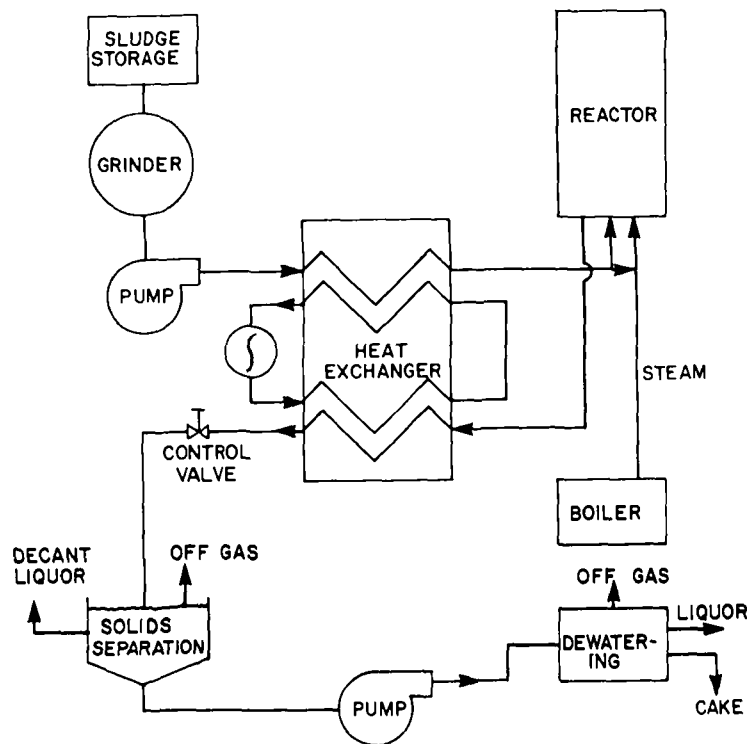 SLUDGE
STORAGE
GRINDER
PUMP
REACTOR
HEAT
EXCHANGER
STEAM
CONTROL
VALVE
BOILER
DECANT
LIQUOR
OFF GAS
SOLIDS
SEPARATION
PUMP
OFF GAS
DEWATER-
ING
LIQUOR
CAKE